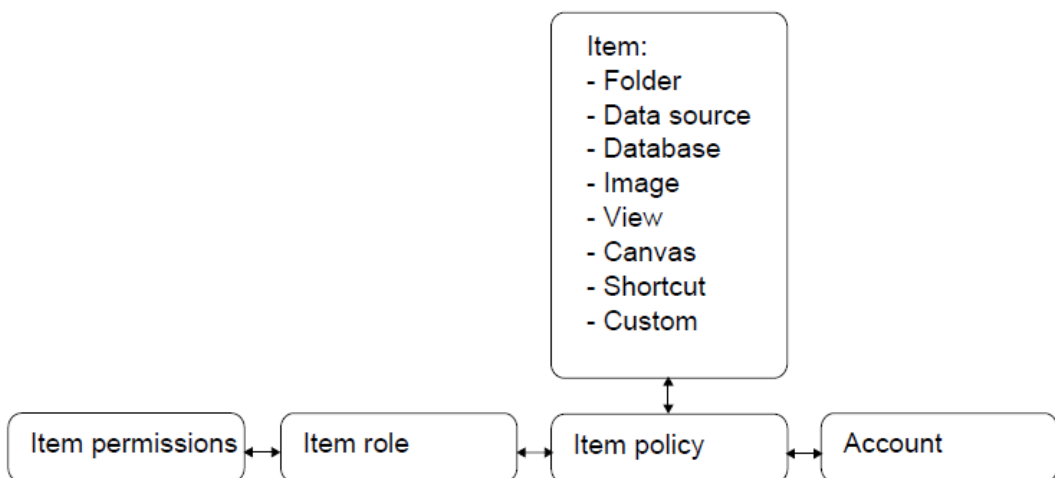 Item:
- Folder
- Data source
- Database
- Image
- View
- Canvas
- Shortcut
- Custom
Item permissions
Item role
Item policy
Account